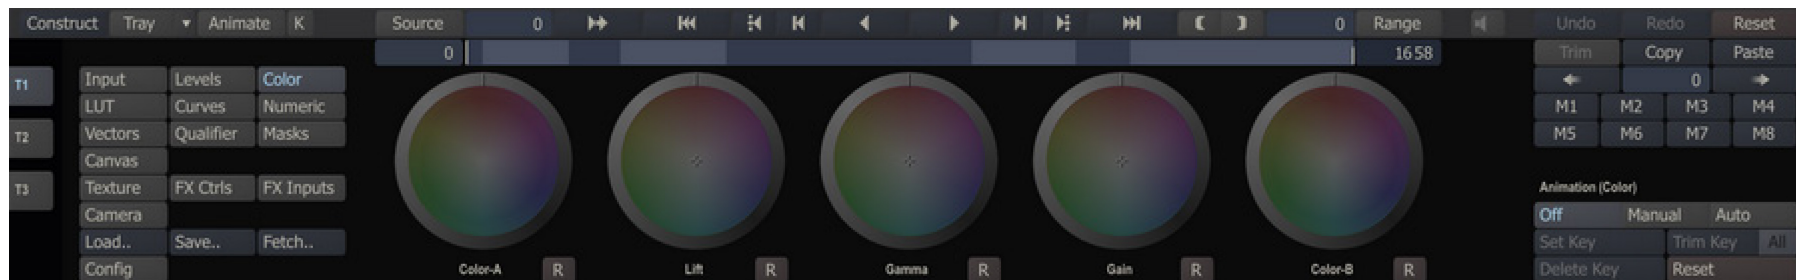 Construct Tray Animate K Source 0 0 Range Undo Redo Reset
0 1658 Trim Copy Paste
T1 Input Levels Color 0
LUT Curves Numeric M1 M2 M3 M4
T2 Vectors Qualifier Masks M5 M6 M7 M8
Canvas
T3 Texture FX Ctrls FX Inputs Animation (Color)
Camera Off Manual Auto
Load.. Save.. Fetch.. Set Key Trim Key All
Config Color-A R Lift R Gamma R Gain R Color-B R Delete Key Reset